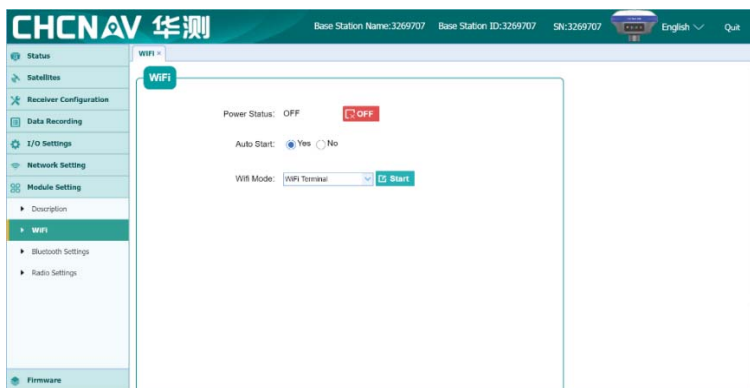 CHCNAV 华测
Base Station Name:3269707 Base Station ID:3269707 SN:3269707 English Quit
Status
Satellites
Receiver Configuration
Data Recording
I/O Settings
Network Setting
Module Setting
Description
WiFi
Bluetooth Settings
Radio Settings
Firmware
WiFi ×
WiFi
Power Status: OFF OFF
Auto Start: Yes No
Wifi Mode: WiFi Terminal Start